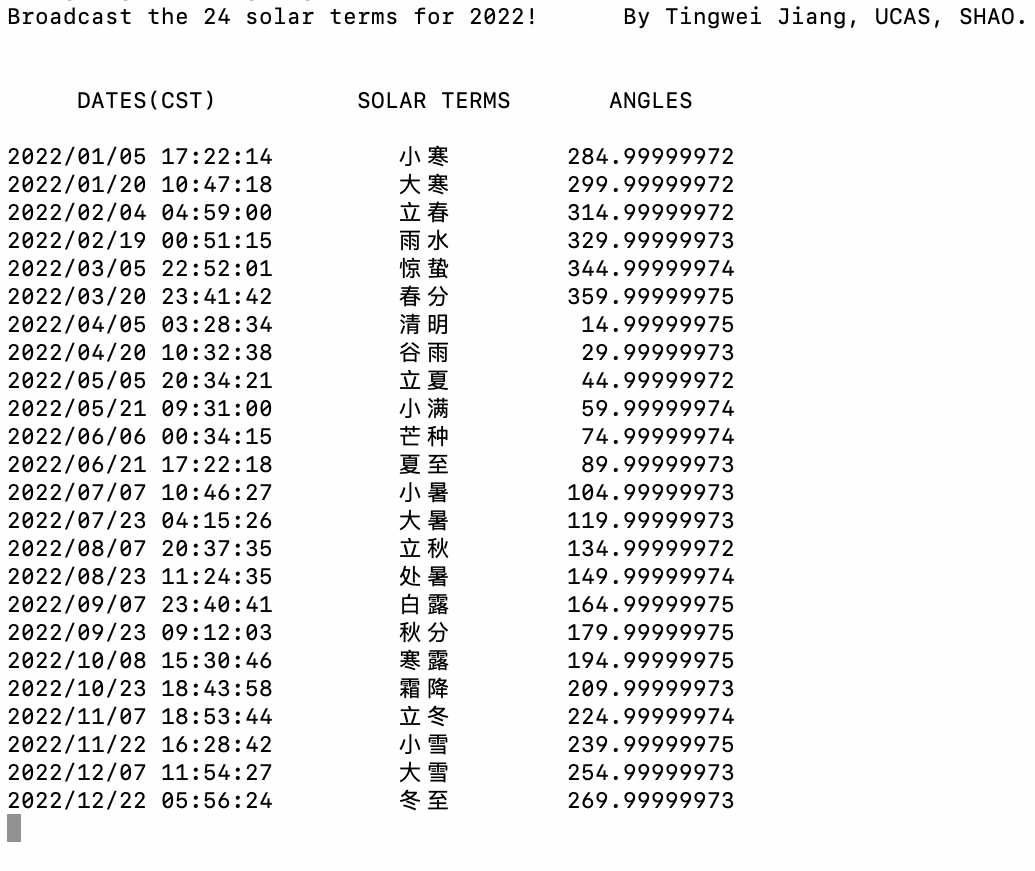 Broadcast the 24 solar terms for 2022! By Tingwei Jiang, UCAS, SHAO.
DATES(CST) SOLAR TERMS ANGLES
2022/01/05 17:22:14 小寒 284.99999972
2022/01/20 10:47:18 大寒 299.99999972
2022/02/04 04:59:00 立春 314.99999972
2022/02/19 00:51:15 雨水 329.99999973
2022/03/05 22:52:01 惊蛰 344.99999974
2022/03/20 23:41:42 春分 359.99999975
2022/04/05 03:28:34 清明 14.99999975
2022/04/20 10:32:38 谷雨 29.99999973
2022/05/05 20:34:21 立夏 44.99999972
2022/05/21 09:31:00 小满 59.99999974
2022/06/06 00:34:15 芒种 74.99999974
2022/06/21 17:22:18 夏至 89.99999973
2022/07/07 10:46:27 小暑 104.99999973
2022/07/23 04:15:26 大暑 119.99999973
2022/08/07 20:37:35 立秋 134.99999972
2022/08/23 11:24:35 处暑 149.99999974
2022/09/07 23:40:41 白露 164.99999975
2022/09/23 09:12:03 秋分 179.99999975
2022/10/08 15:30:46 寒露 194.99999975
2022/10/23 18:43:58 霜降 209.99999973
2022/11/07 18:53:44 立冬 224.99999974
2022/11/22 16:28:42 小雪 239.99999975
2022/12/07 11:54:27 大雪 254.99999973
2022/12/22 05:56:24 冬至 269.99999973